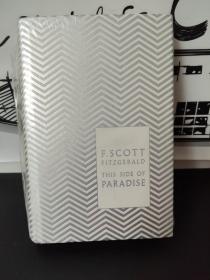 F. SCOTT
FITZGERALD
THIS SIDE OF
PARADISE